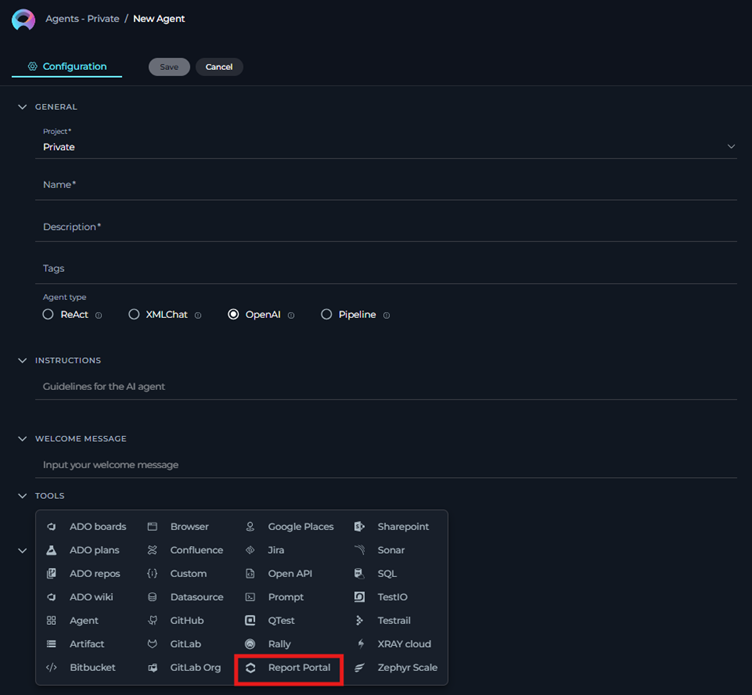 Agents - Private / New Agent
Configuration Save Cancel
GENERAL
Project*
Private
Name*
Description*
Tags
Agent type
ReAct XMLChat OpenAI Pipeline
INSTRUCTIONS
Guidelines for the AI agent
WELCOME MESSAGE
Input your welcome message
TOOLS
ADO boards Browser Google Places Sharepoint
ADO plans Confluence Jira Sonar
ADO repos Custom Open API SQL
ADO wiki Datasource Prompt TestIO
Agent GitHub QTest Testrail
Artifact GitLab Rally XRAY cloud
Bitbucket GitLab Org Report Portal Zephyr Scale